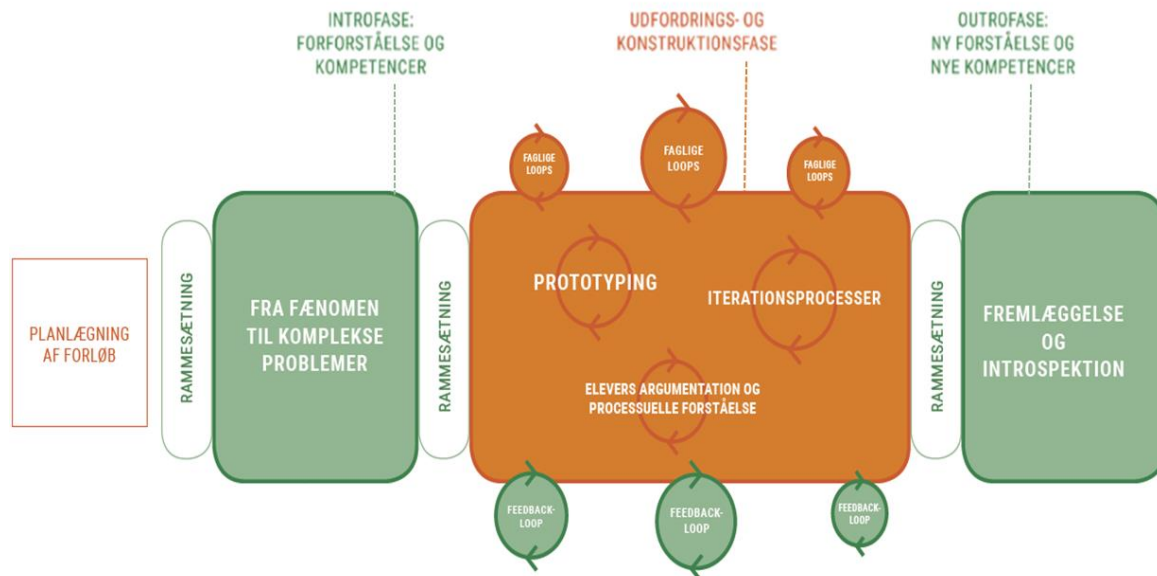 INTROFASE:
FORFORSTÅELSE OG
KOMPETENCER
UDFORDRINGS- OG
KONSTRUKTIONSFASE
OUTROFASE:
NY FORSTÅELSE OG
NYE KOMPETENCER
FAGLIGE
LOOPS
FAGLIGE
LOOPS
FAGLIGE
LOOPS
PLANLÆGNING
AF FORLØB
RAMMESÆTNING
FRA FÆNOMEN
TIL KOMPLEKSE
PROBLEMER
RAMMESÆTNING
PROTOTYPING
ITERATIONSPROCESSER
ELEVERS ARGUMENTATION OG
PROCESSUELLE FORSTÅELSE
RAMMESÆTNING
FREMLÆGGELSE
OG
INTROSPEKTION
FEEDBACK-
LOOP
FEEDBACK-
LOOP
FEEDBACK-
LOOP